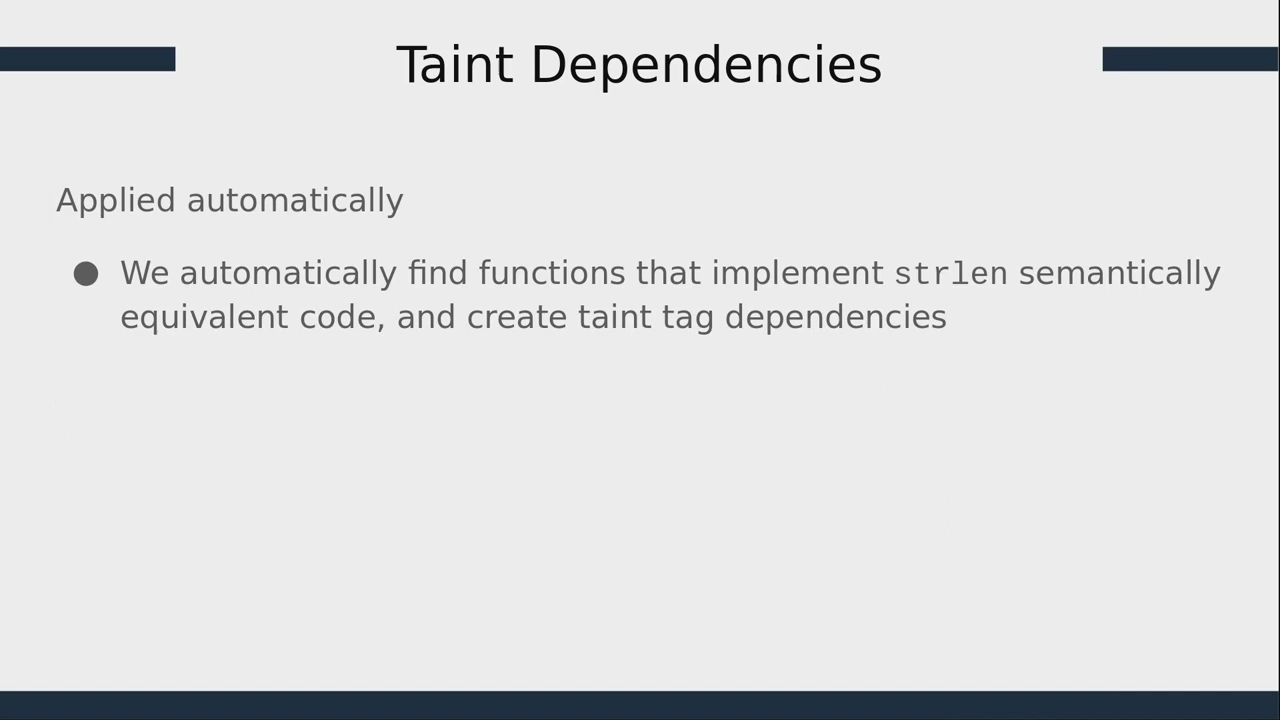 Taint Dependencies
Applied automatically
● We automatically find functions that implement strlen semantically
equivalent code, and create taint tag dependencies